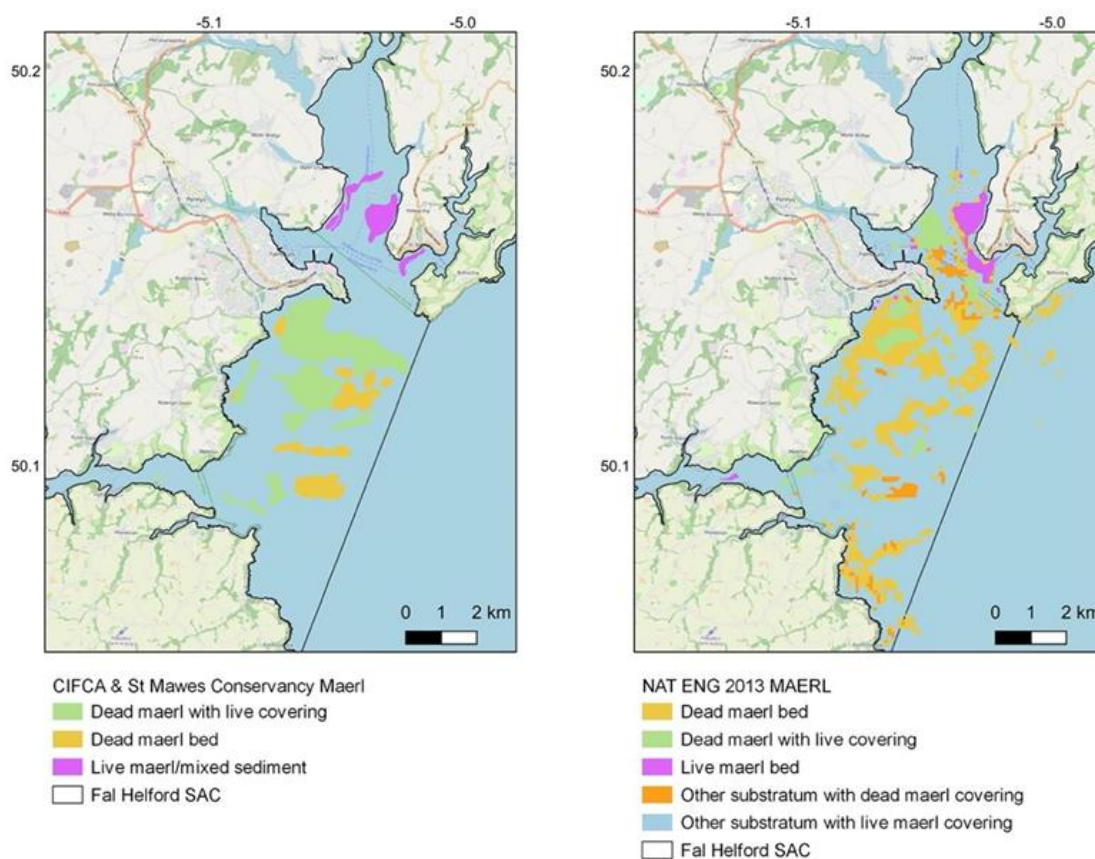 -5.1
-5.0
50.2
50.1
0 1 2 km
CIFCA & St Mawes Conservancy Maerl
Dead maerl with live covering
Dead maerl bed
Live maerl/mixed sediment
Fal Helford SAC
-5.1
-5.0
50.2
50.1
0 1 2 km
NAT ENG 2013 MAERL
Dead maerl bed
Dead maerl with live covering
Live maerl bed
Other substratum with dead maerl covering
Other substratum with live maerl covering
Fal Helford SAC